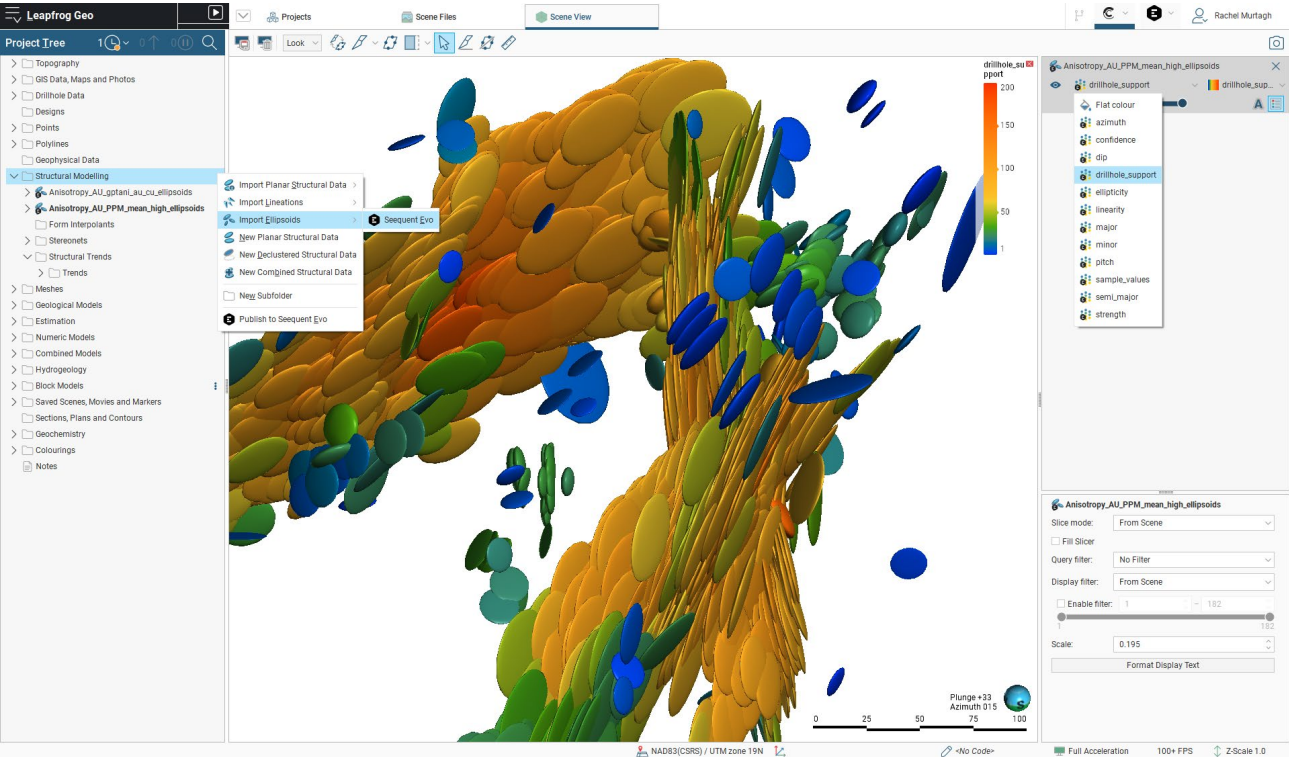 Leapfrog Geo
Projects
Scene Files
Scene View
Rachel Murtagh
Project Tree
1
0
0
Look
Topography
GIS Data, Maps and Photos
Drillhole Data
Designs
Points
Polylines
Geophysical Data
Structural Modelling
Anisotropy_AU_gptani_au_cu_ellipsoids
Anisotropy_AU_PPM_mean_high_ellipsoids
Form Interpolants
Stereonets
Structural Trends
Trends
Meshes
Geological Models
Estimation
Numeric Models
Combined Models
Hydrogeology
Block Models
Saved Scenes, Movies and Markers
Sections, Plans and Contours
Geochemistry
Colourings
Notes
Import Planar Structural Data
Import Lineations
Import Ellipsoids
Seequent Evo
New Planar Structural Data
New Declustered Structural Data
New Combined Structural Data
New Subfolder
Publish to Seequent Evo
drillhole_su
pport
200
150
100
50
1
Plunge +33
Azimuth 015
0 25 50 75 100
Anisotropy_AU_PPM_mean_high_ellipsoids
drillhole_support
drillhole_sup...
A
Flat colour
azimuth
confidence
dip
drillhole_support
ellipticity
linearity
major
minor
pitch
sample_values
semi_major
strength
Anisotropy_AU_PPM_mean_high_ellipsoids
Slice mode: From Scene
Fill Slicer
Query filter: No Filter
Display filter: From Scene
Enable filter: 1 - 182
1 182
Scale: 0.195
Format Display Text
NAD83(CSRS) / UTM zone 19N
<No Code>
Full Acceleration
100+ FPS
Z-Scale 1.0